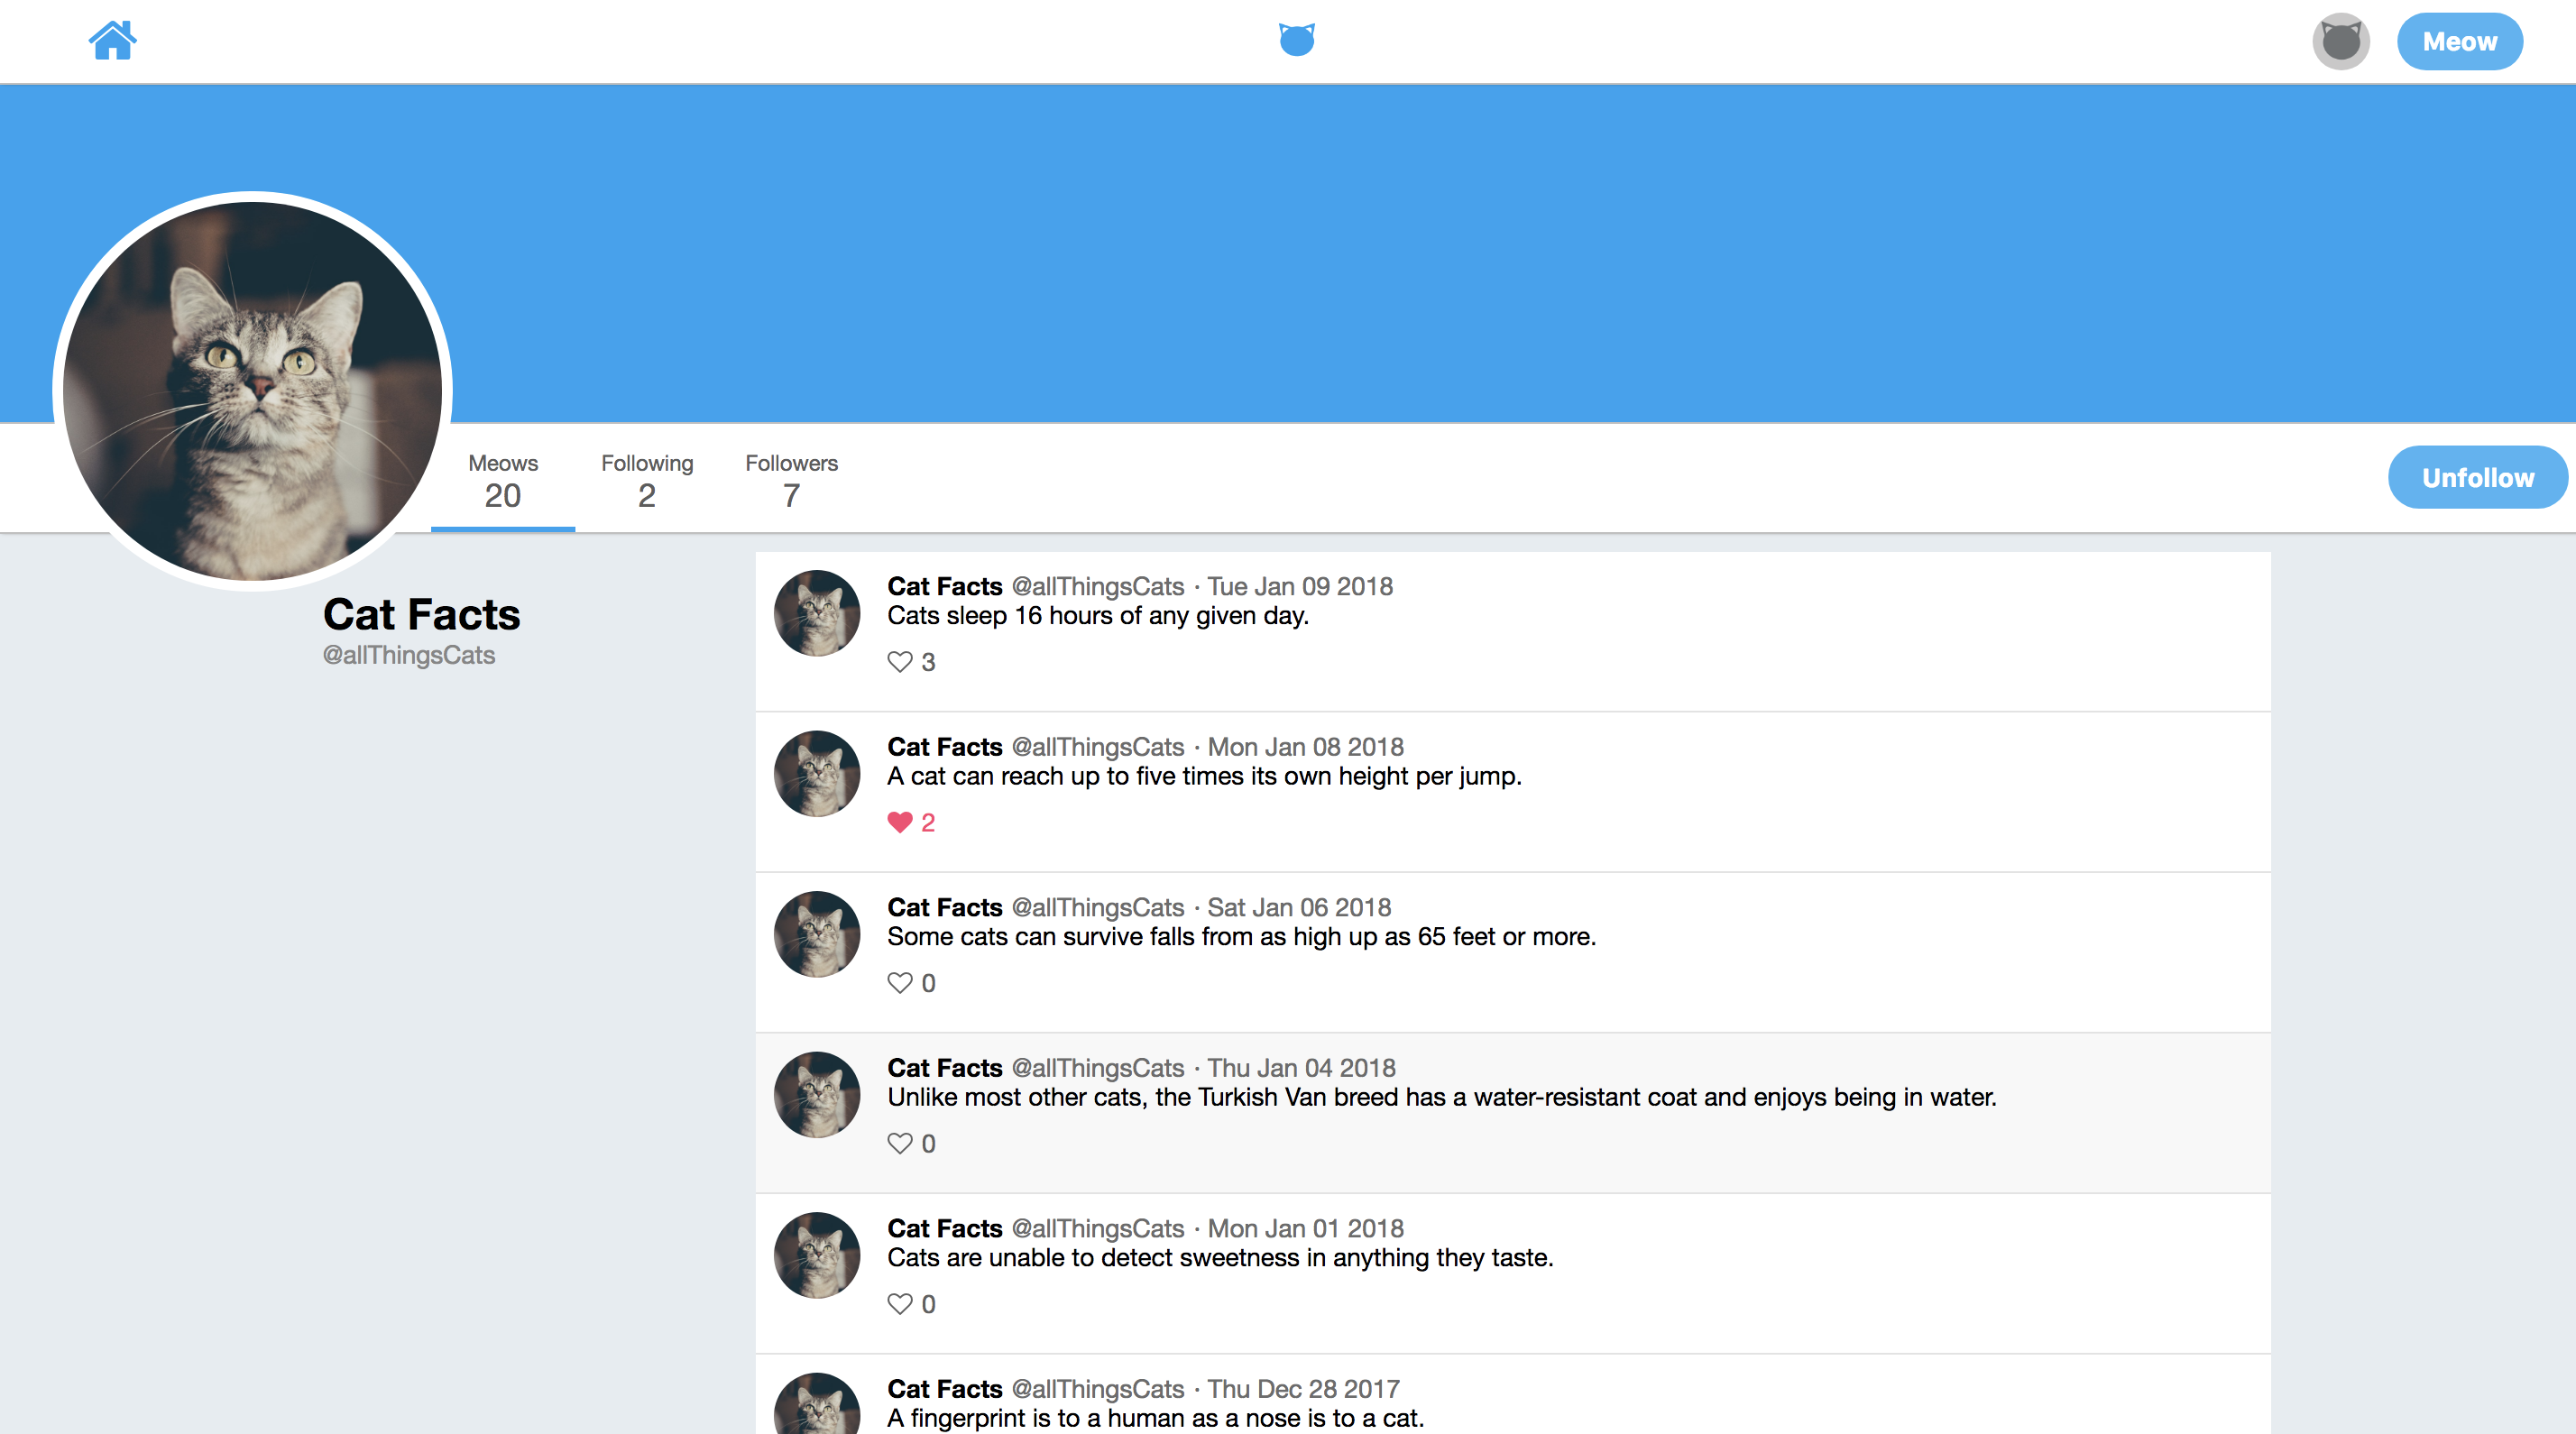 Meow
Meows
20
Following
2
Followers
7
Unfollow
Cat Facts
@allThingsCats
Cat Facts @allThingsCats · Tue Jan 09 2018
Cats sleep 16 hours of any given day.
3
Cat Facts @allThingsCats · Mon Jan 08 2018
A cat can reach up to five times its own height per jump.
2
Cat Facts @allThingsCats · Sat Jan 06 2018
Some cats can survive falls from as high up as 65 feet or more.
0
Cat Facts @allThingsCats · Thu Jan 04 2018
Unlike most other cats, the Turkish Van breed has a water-resistant coat and enjoys being in water.
0
Cat Facts @allThingsCats · Mon Jan 01 2018
Cats are unable to detect sweetness in anything they taste.
0
Cat Facts @allThingsCats · Thu Dec 28 2017
A fingerprint is to a human as a nose is to a cat.